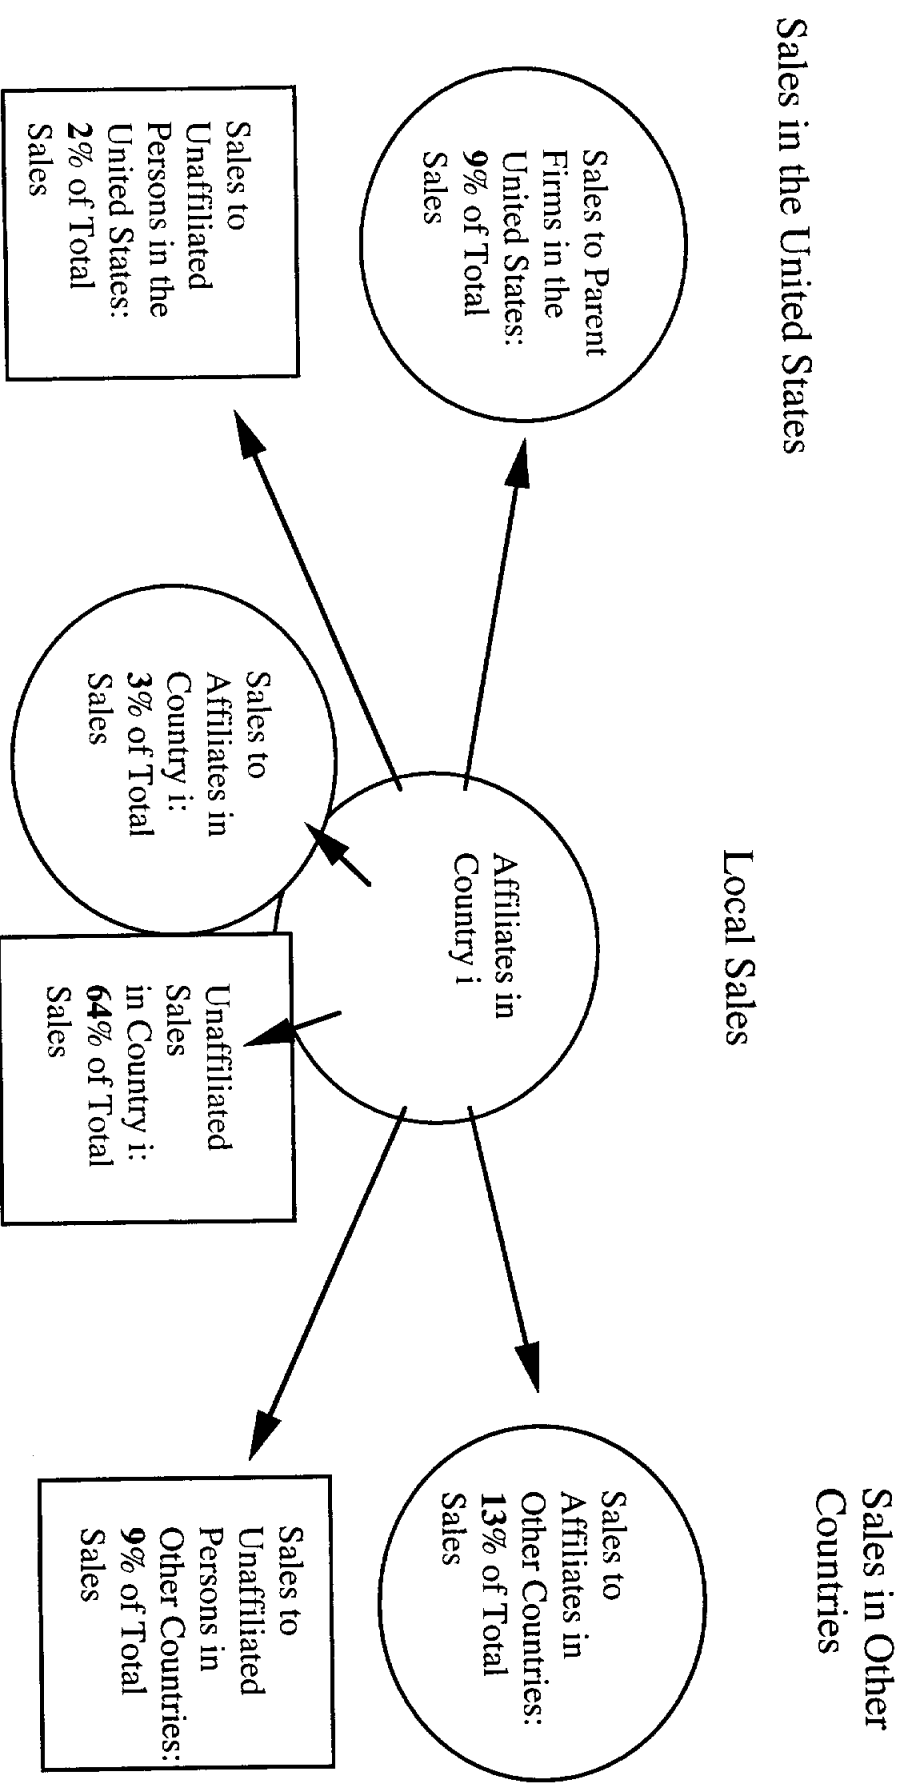 Sales in the United States
Local Sales
Sales in Other
Countries
Sales to Parent
Firms in the
United States:
9% of Total
Sales
Affiliates in
Country i
Sales to
Affiliates in
Other Countries:
13% of Total
Sales
Sales to
Unaffiliated
Persons in the
United States:
2% of Total
Sales
Sales to
Affiliates in
Country i:
3% of Total
Sales
Unaffiliated
Sales
in Country i:
64% of Total
Sales
Sales to
Unaffiliated
Persons in
Other Countries:
9% of Total
Sales